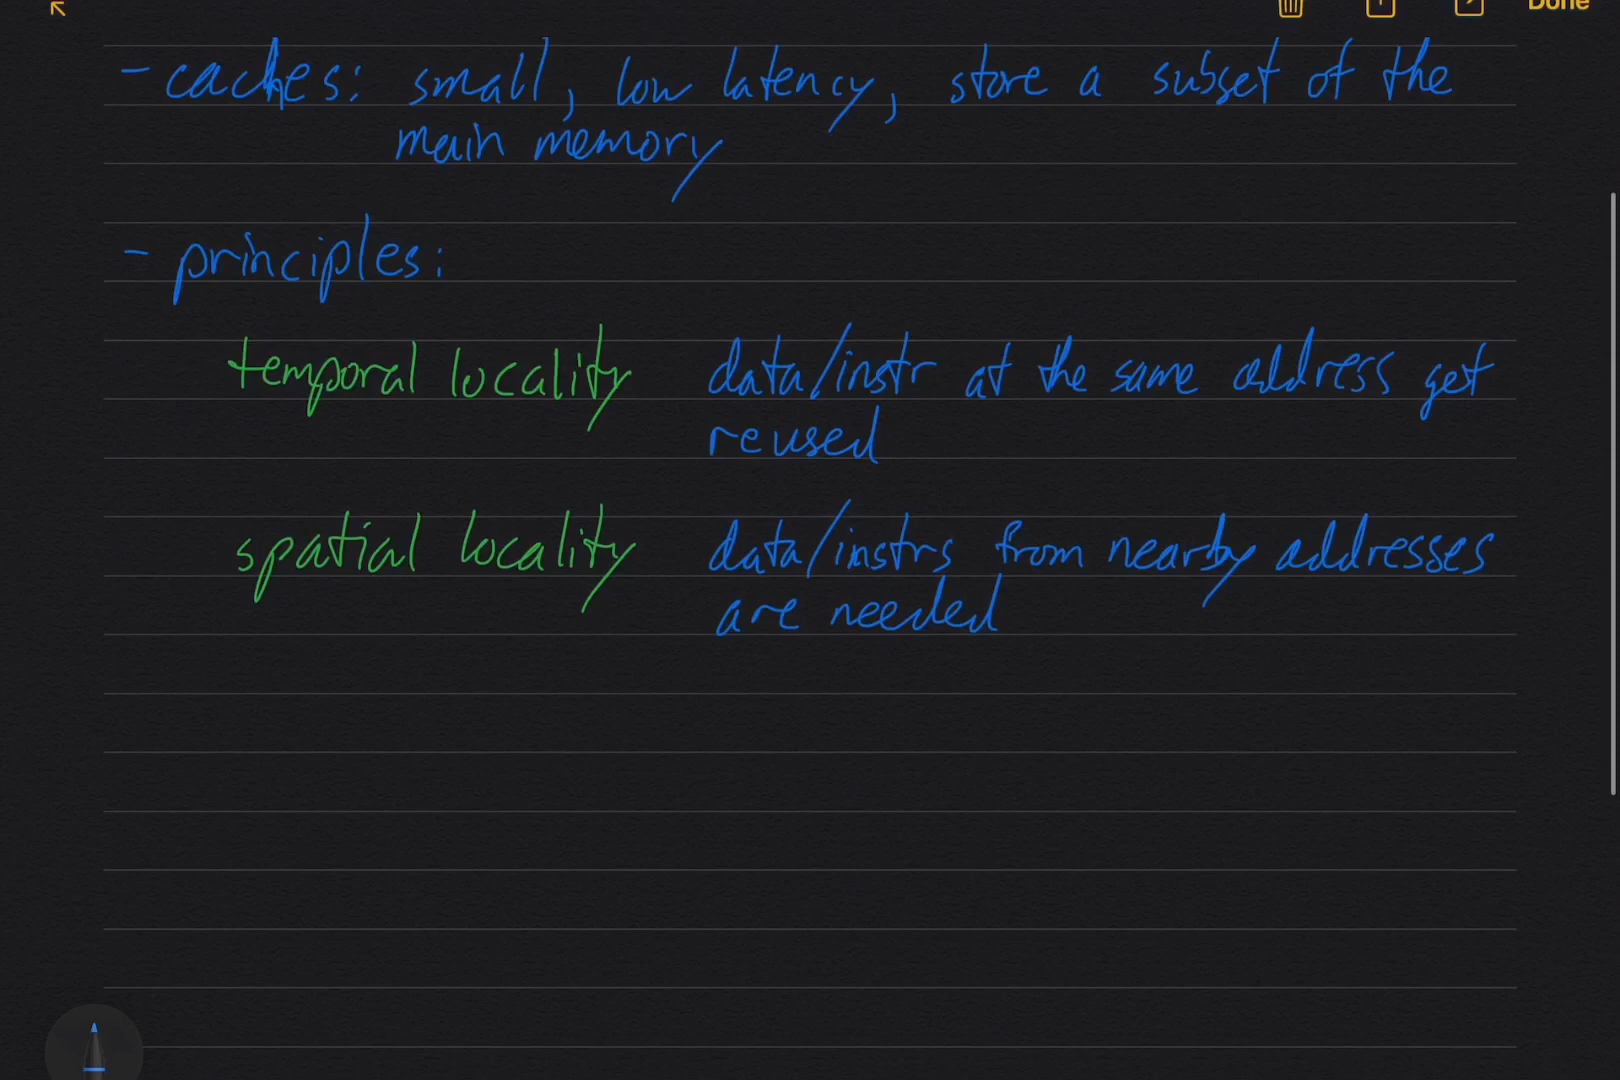 Done
- caches: small, low latency, store a subset of the
main memory
- principles:
temporal locality data/instr at the same address get
reused
spatial locality data/instrs from nearby addresses
are needed